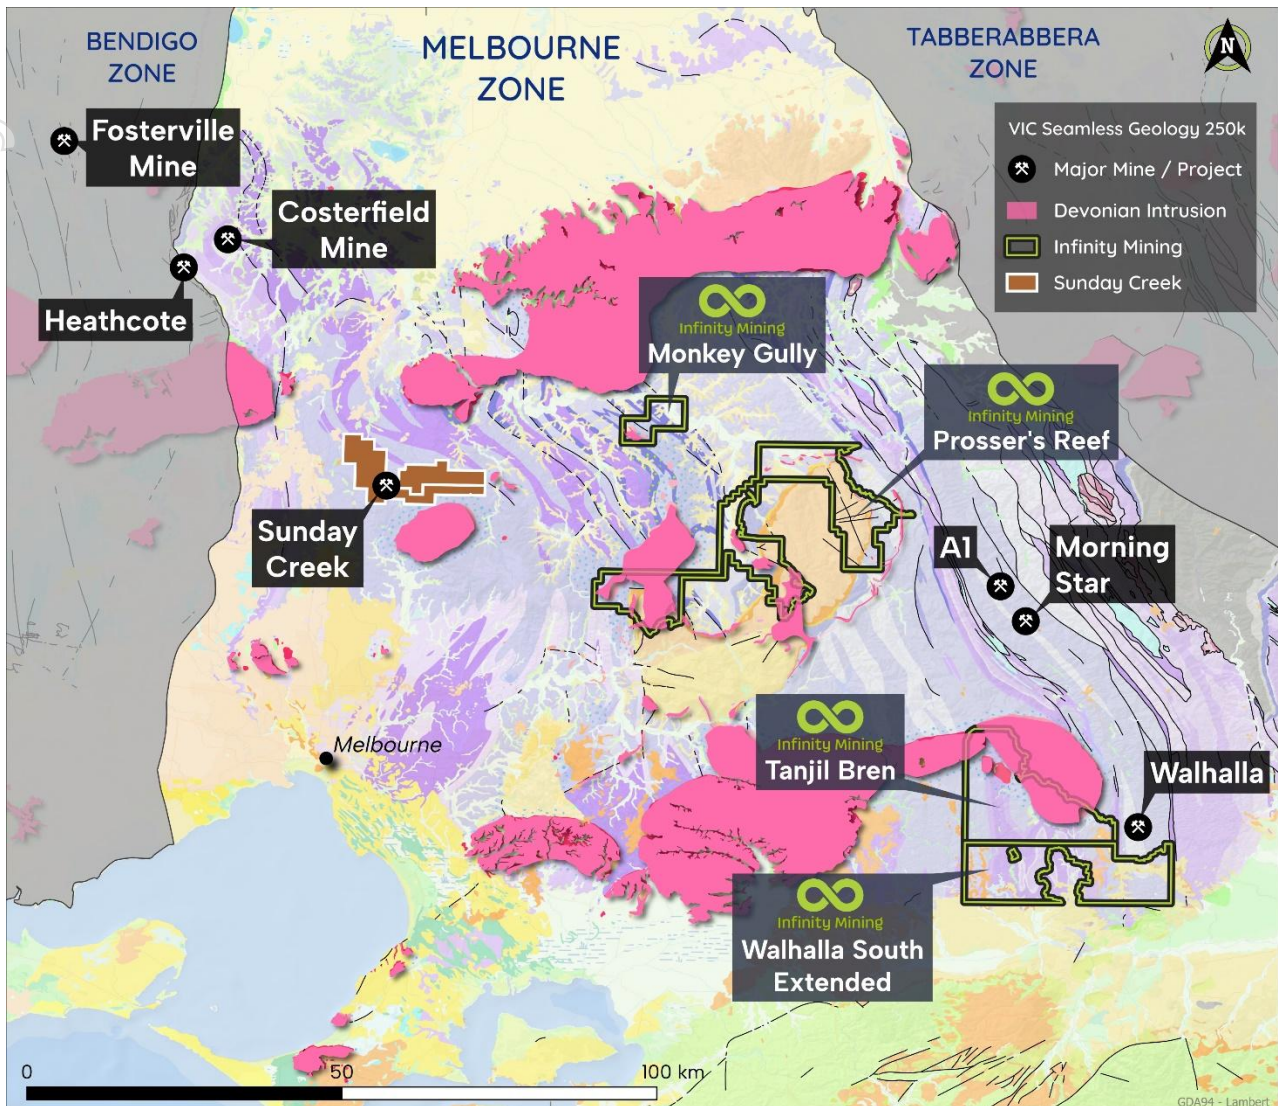 BENDIGO
ZONE
MELBOURNE
ZONE
TABBERABBERA
ZONE
N
Fosterville
Mine
VIC Seamless Geology 250k
Major Mine / Project
Devonian Intrusion
Infinity Mining
Sunday Creek
Costerfield
Mine
Heathcote
Infinity Mining
Monkey Gully
Infinity Mining
Prosser's Reef
Sunday
Creek
A1
Morning
Star
Melbourne
Infinity Mining
Tanjil Bren
Walhalla
Infinity Mining
Walhalla South
Extended
0
50
100 km
GDA94 - Lambert